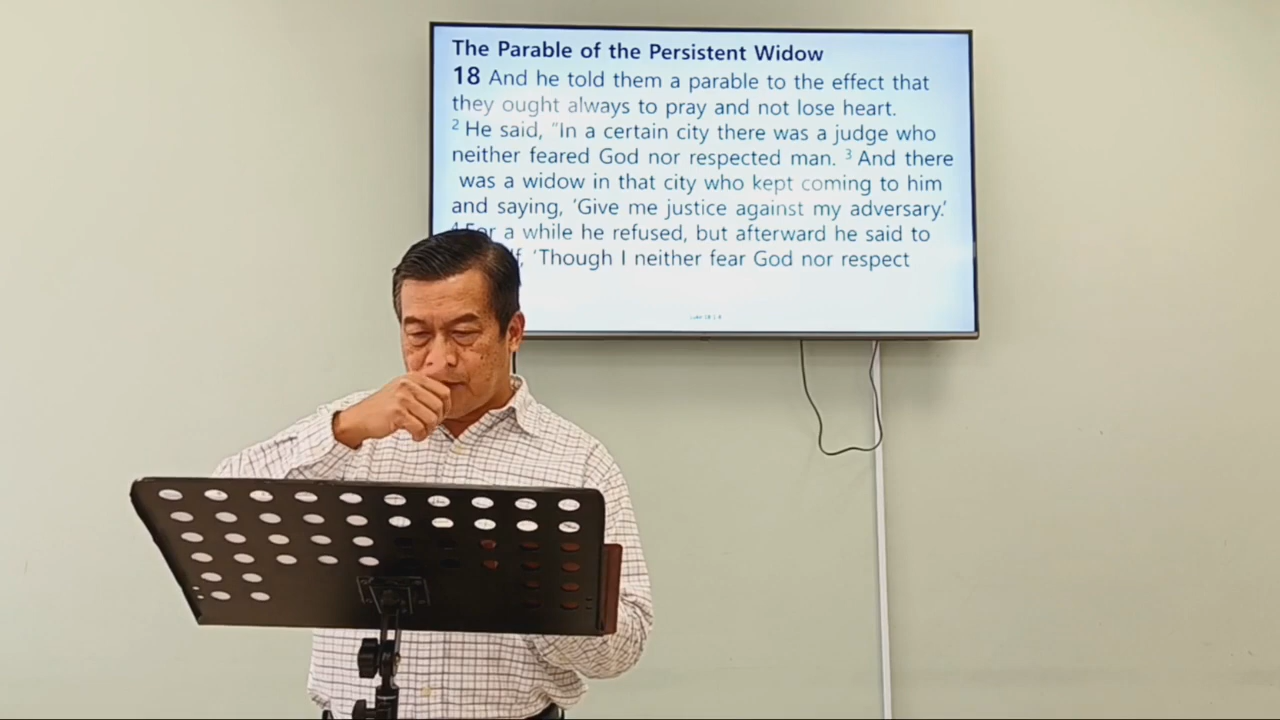 The Parable of the Persistent Widow
18 And he told them a parable to the effect that
they ought always to pray and not lose heart.
2 He said, “In a certain city there was a judge who
neither feared God nor respected man. 3 And there
was a widow in that city who kept coming to him
and saying, ‘Give me justice against my adversary.’
4 For a while he refused, but afterward he said to
‘Though I neither fear God nor respect